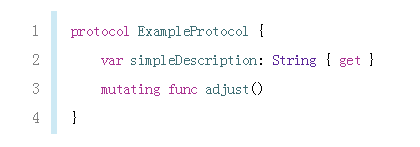 1 protocol ExampleProtocol {
2     var simpleDescription: String { get }
3     mutating func adjust()
4 }